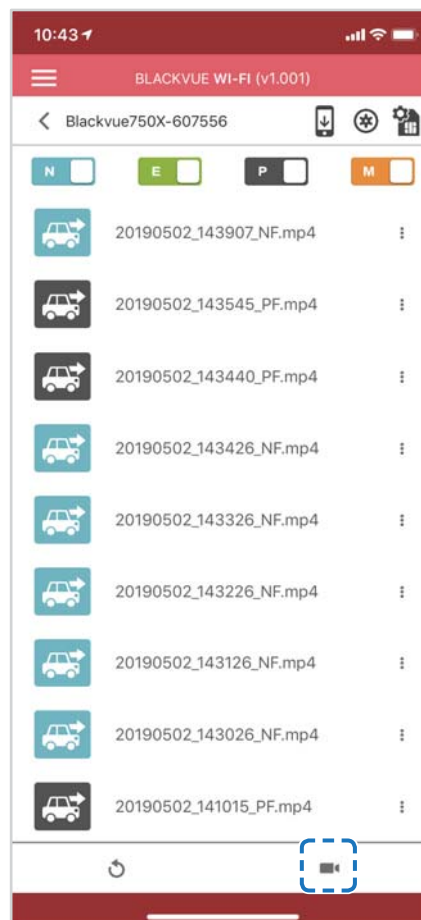 10:43
BLACKVUE WI-FI (v1.001)
Blackvue750X-607556
N E P M
20190502_143907_NF.mp4
20190502_143545_PF.mp4
20190502_143440_PF.mp4
20190502_143426_NF.mp4
20190502_143326_NF.mp4
20190502_143226_NF.mp4
20190502_143126_NF.mp4
20190502_143026_NF.mp4
20190502_141015_PF.mp4